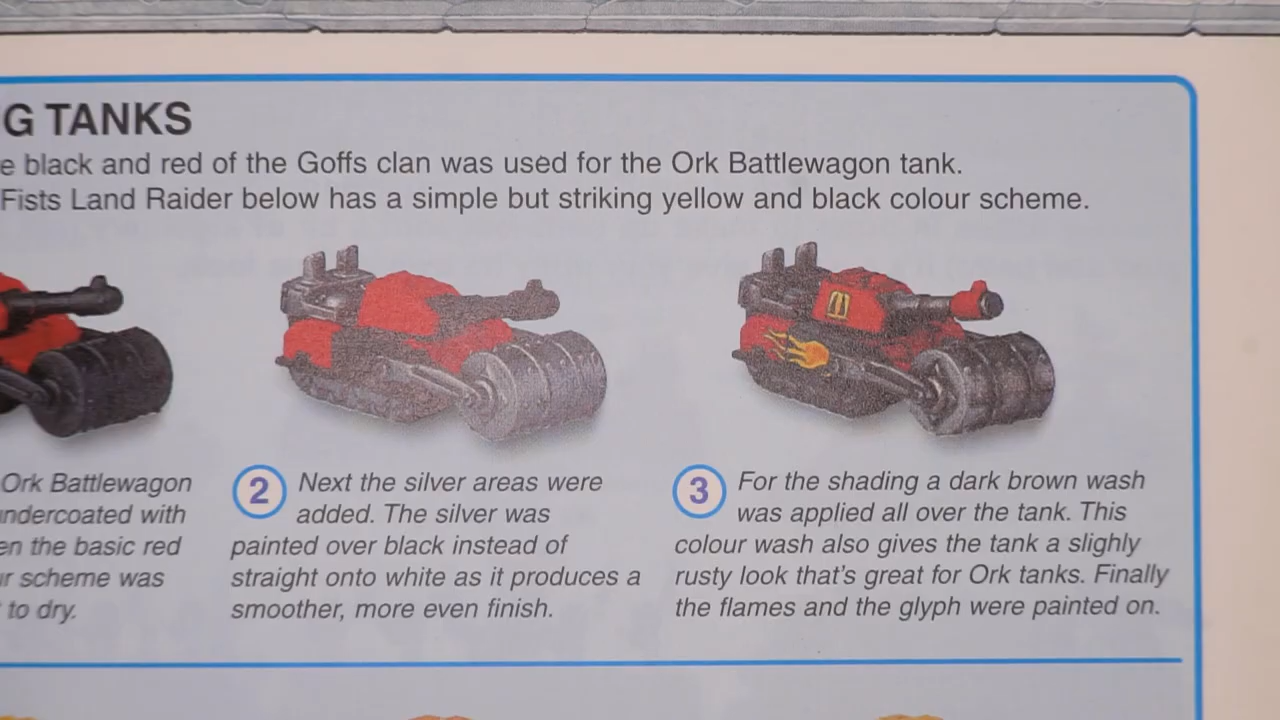 G TANKS
e black and red of the Goffs clan was used for the Ork Battlewagon tank.
Fists Land Raider below has a simple but striking yellow and black colour scheme.
Ork Battlewagon
ndercoated with
en the basic red
ur scheme was
to dry.
2 Next the silver areas were
added. The silver was
painted over black instead of
straight onto white as it produces a
smoother, more even finish.
3 For the shading a dark brown wash
was applied all over the tank. This
colour wash also gives the tank a slighly
rusty look that's great for Ork tanks. Finally
the flames and the glyph were painted on.